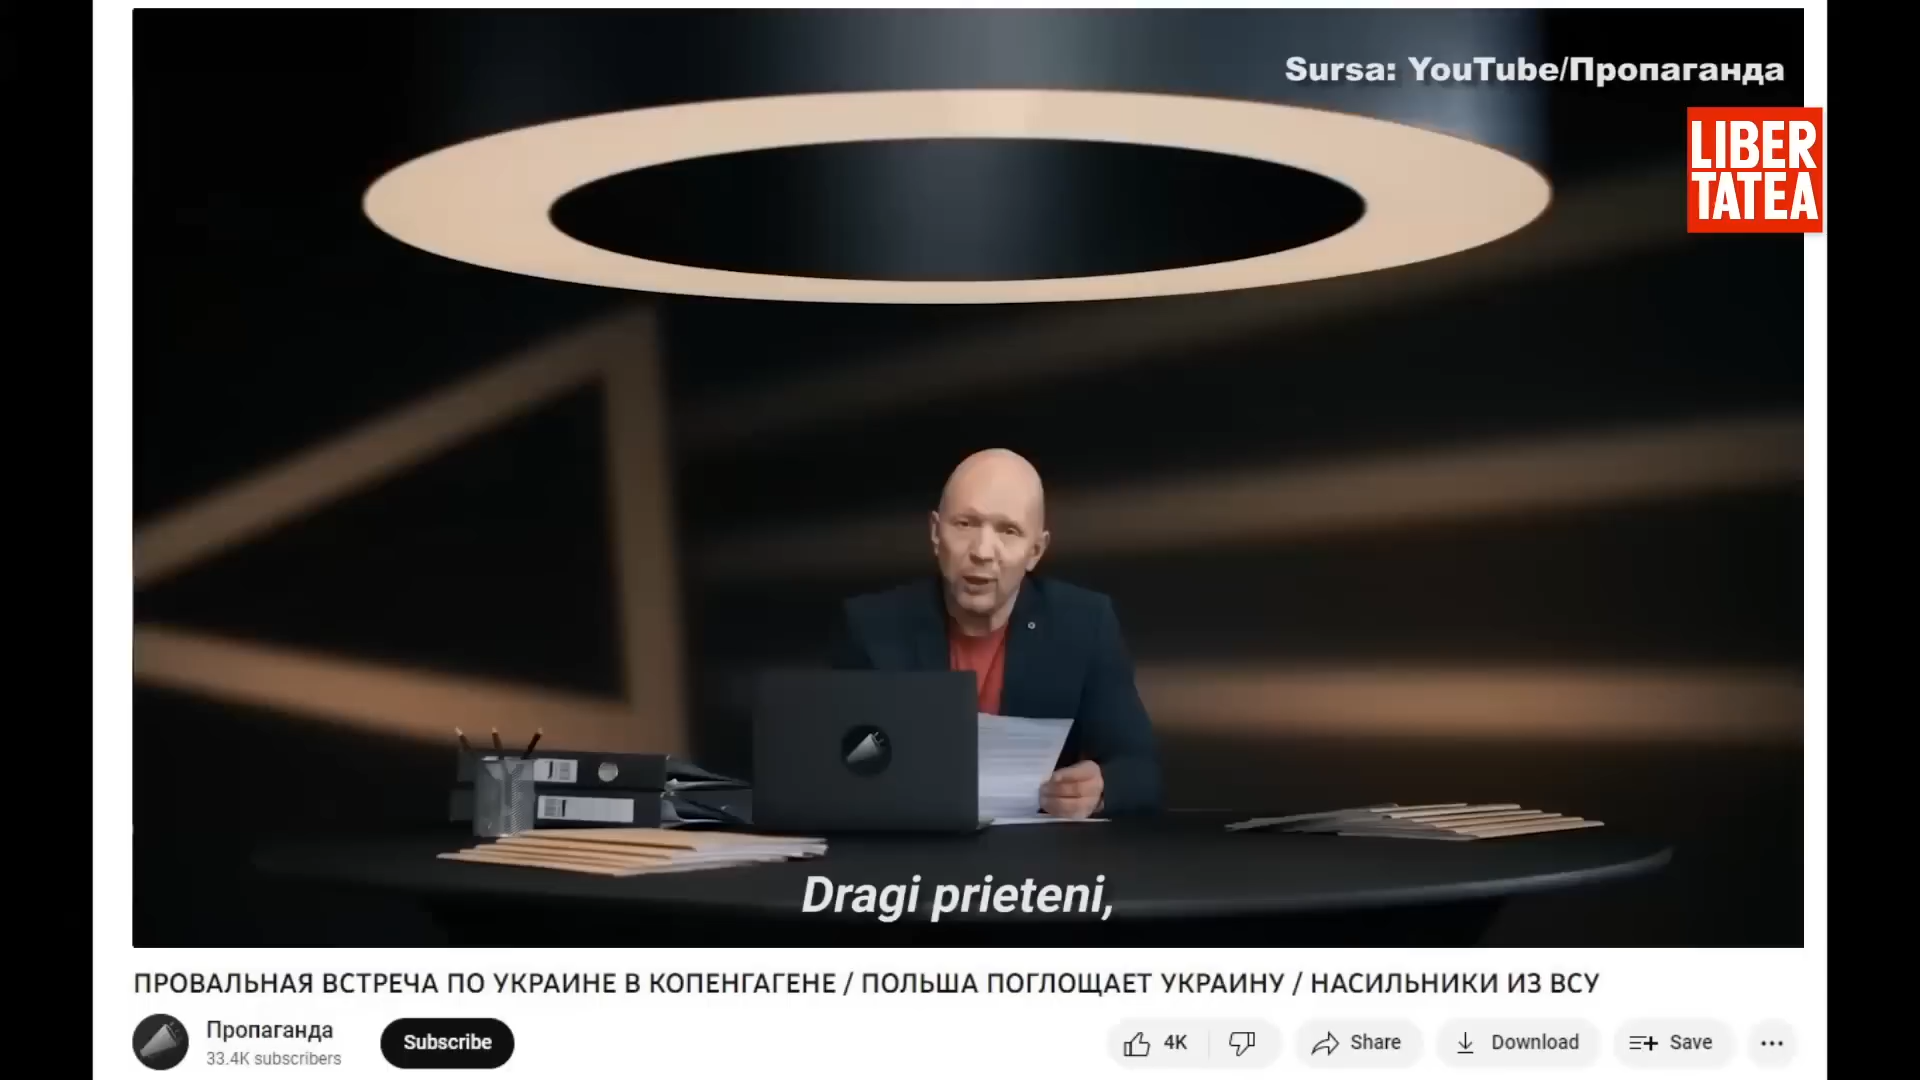 Sursa: YouTube/Пропаганда
LIBER
TATEA
Dragi prieteni,
ПРОВАЛЬНАЯ ВСТРЕЧА ПО УКРАИНЕ В КОПЕНГАГЕНЕ / ПОЛЬША ПОГЛОЩАЕТ УКРАИНУ / НАСИЛЬНИКИ ИЗ ВСУ
Пропаганда
33.4K subscribers
Subscribe
4K
Share
Download
Save